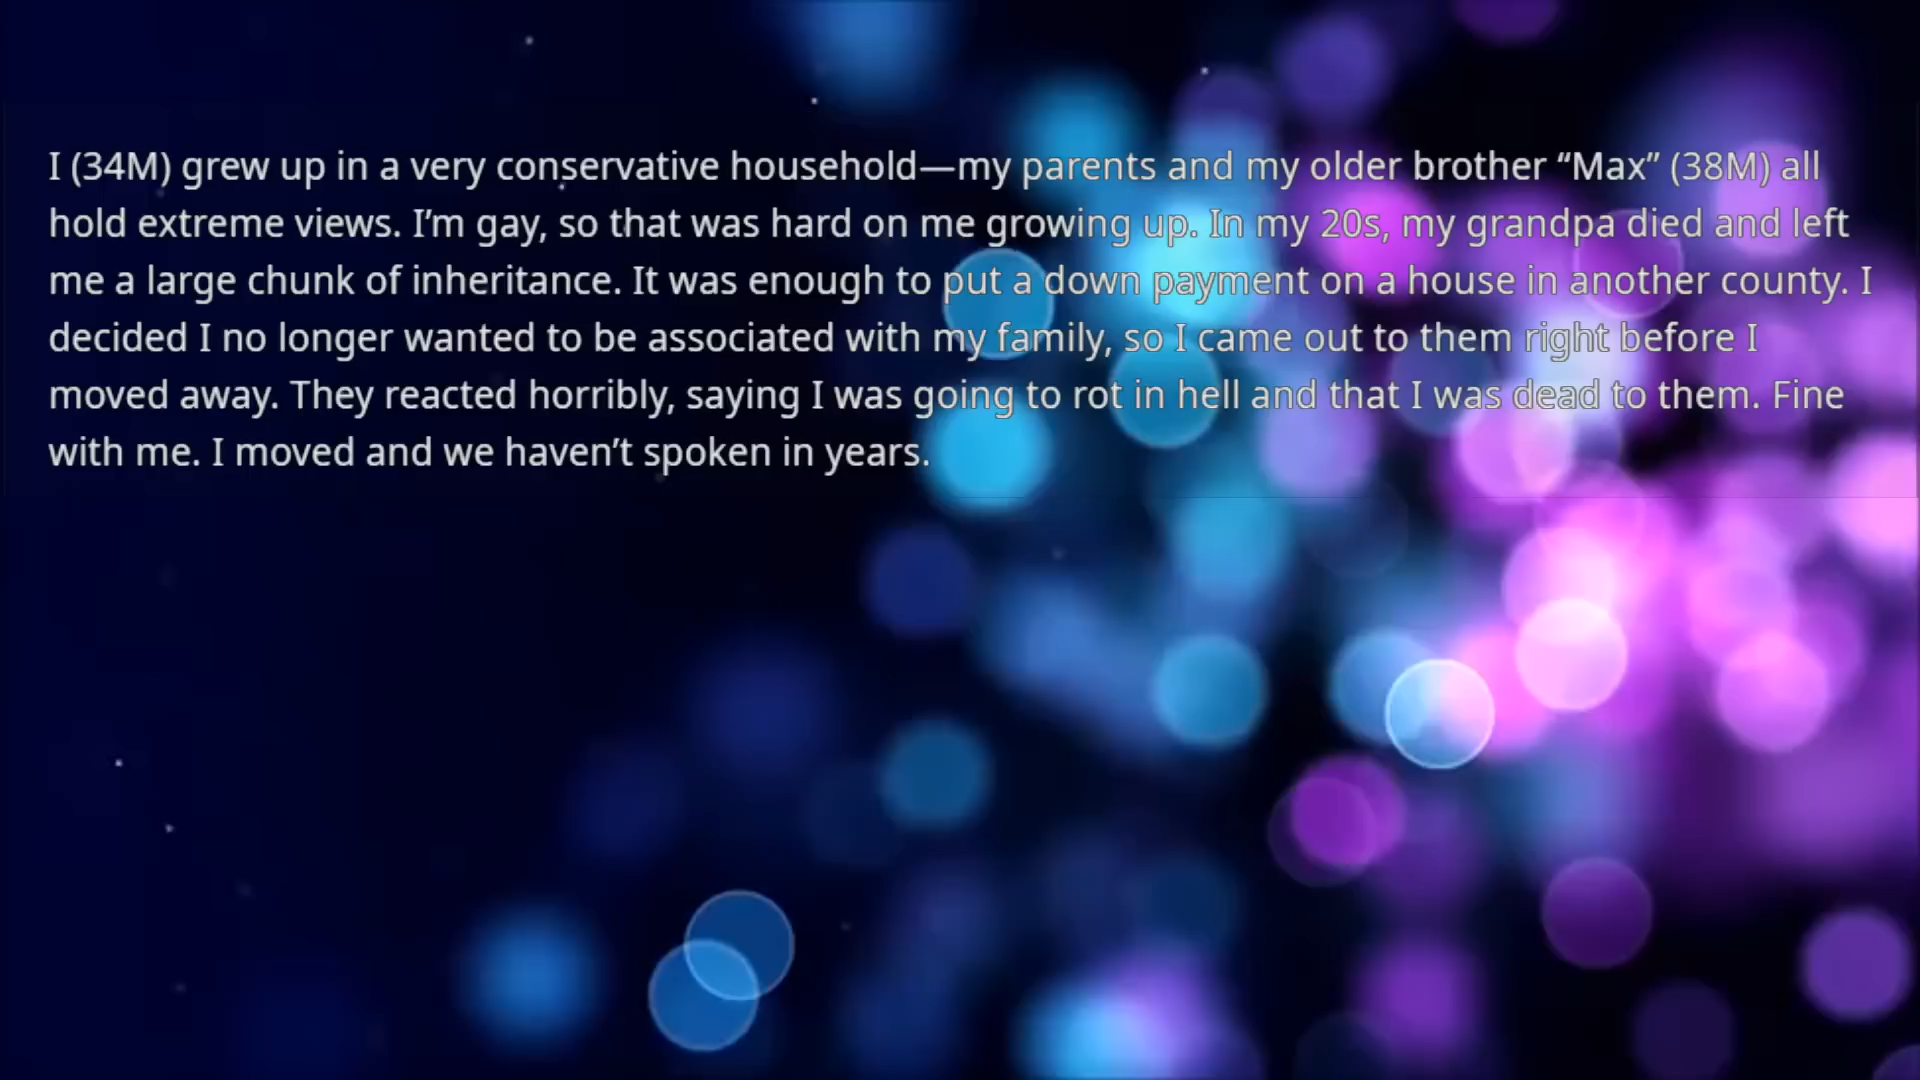 I (34M) grew up in a very conservative household—my parents and my older brother “Max” (38M) all
hold extreme views. I’m gay, so that was hard on me growing up. In my 20s, my grandpa died and left
me a large chunk of inheritance. It was enough to put a down payment on a house in another county. I
decided I no longer wanted to be associated with my family, so I came out to them right before I
moved away. They reacted horribly, saying I was going to rot in hell and that I was dead to them. Fine
with me. I moved and we haven’t spoken in years.